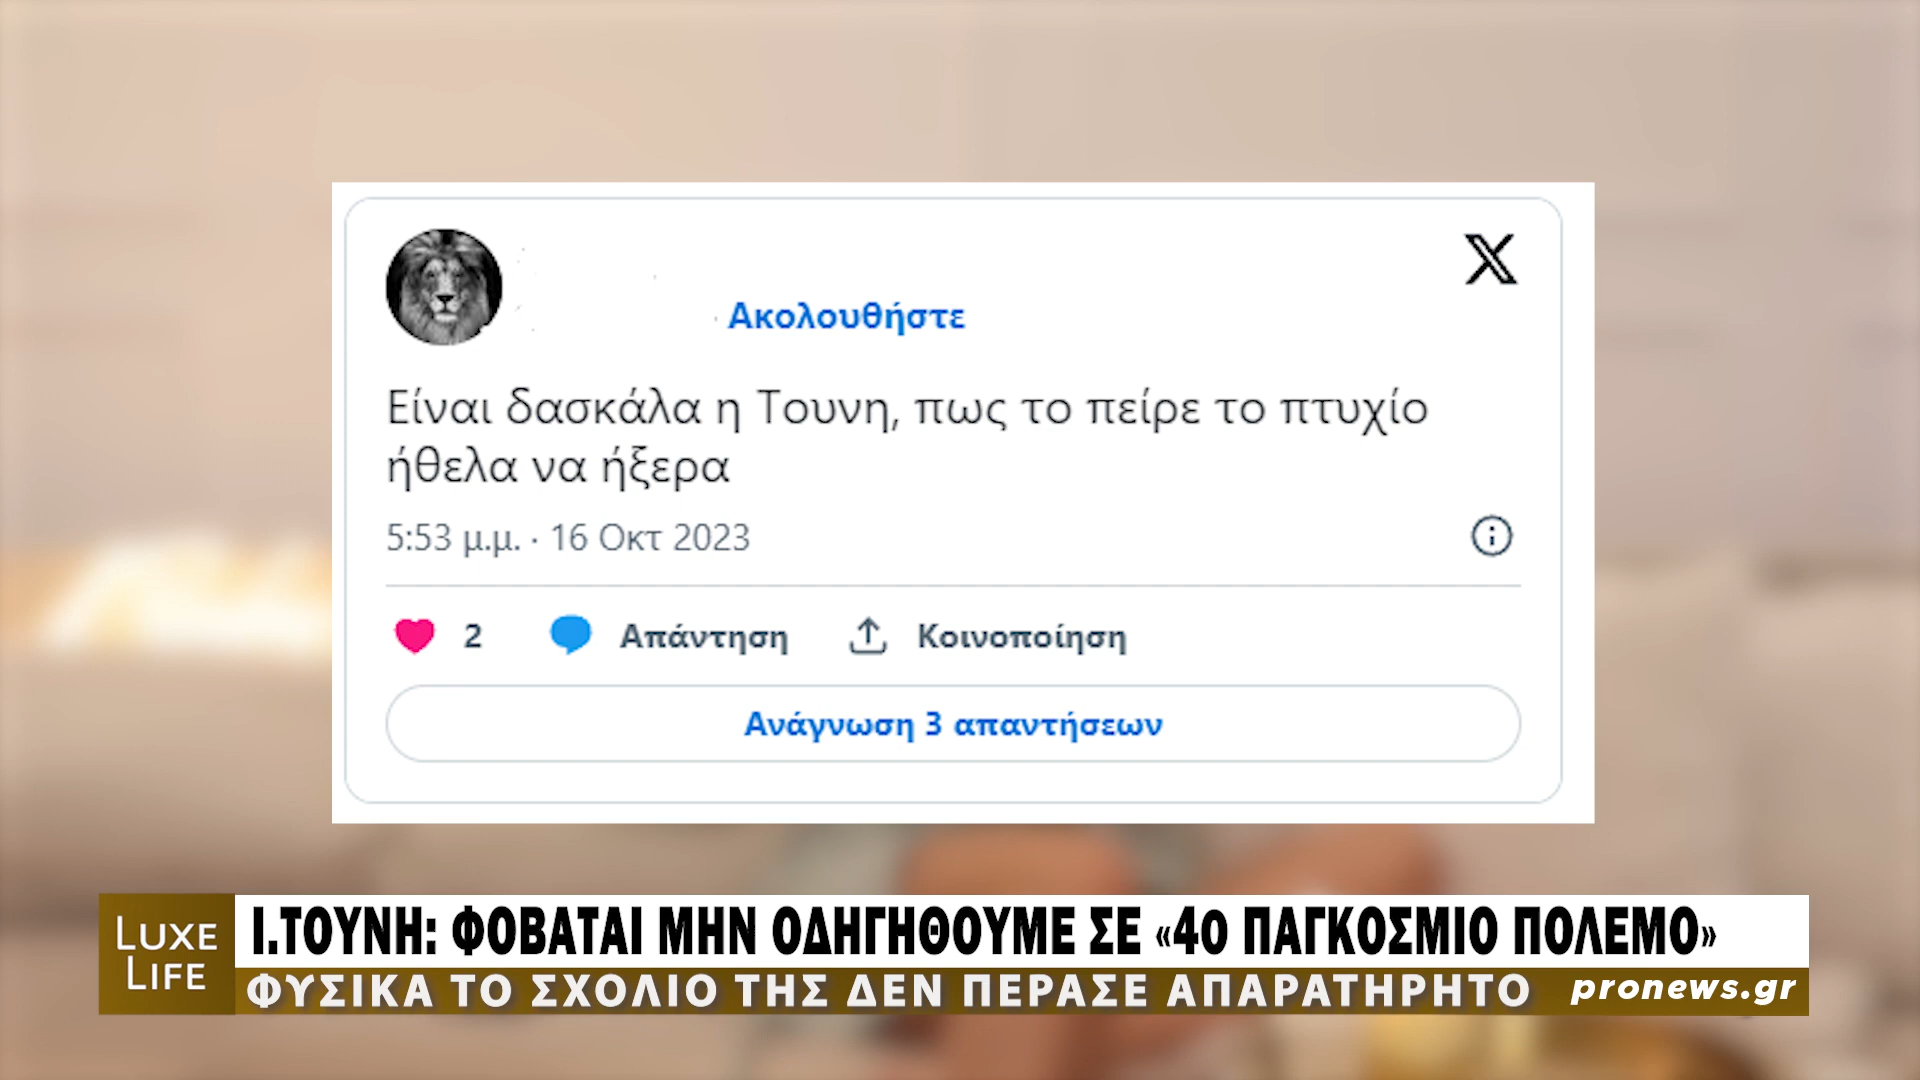 Ακολουθήστε
Είναι δασκάλα η Τουνη, πως το πείρε το πτυχίο
ήθελα να ήξερα
5:53 μ.μ. · 16 Οκτ 2023
2 Απάντηση Κοινοποίηση
Ανάγνωση 3 απαντήσεων
LUXE
LIFE
Ι.ΤΟΥΝΗ: ΦΟΒΑΤΑΙ ΜΗΝ ΟΔΗΓΗΘΟΥΜΕ ΣΕ «4ο ΠΑΓΚΟΣΜΙΟ ΠΟΛΕΜΟ»
ΦΥΣΙΚΑ ΤΟ ΣΧΟΛΙΟ ΤΗΣ ΔΕΝ ΠΕΡΑΣΕ ΑΠΑΡΑΤΗΡΗΤΟ pronews.gr